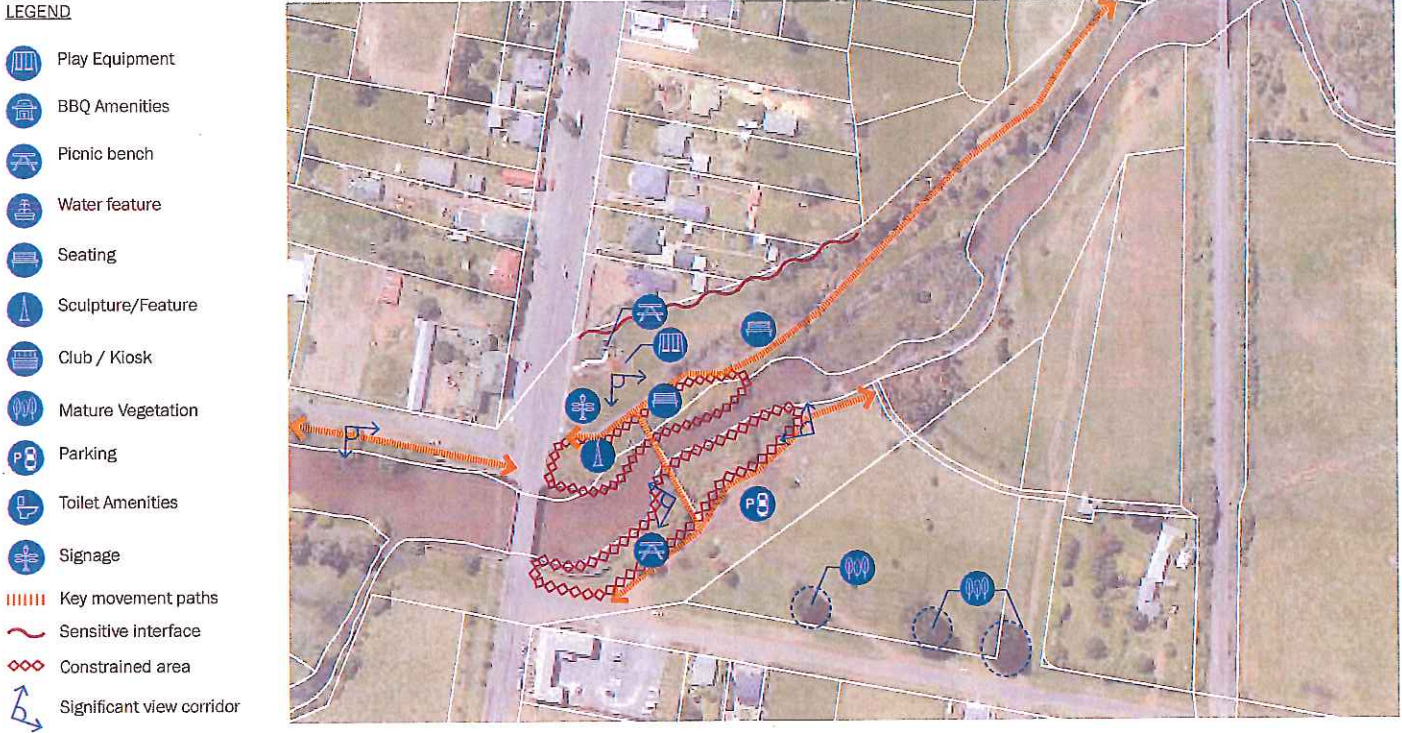 LEGEND
Play Equipment
BBQ Amenities
Picnic bench
Water feature
Seating
Sculpture/Feature
Club / Kiosk
Mature Vegetation
P
Parking
Toilet Amenities
Signage
Key movement paths
Sensitive interface
Constrained area
Significant view corridor
P